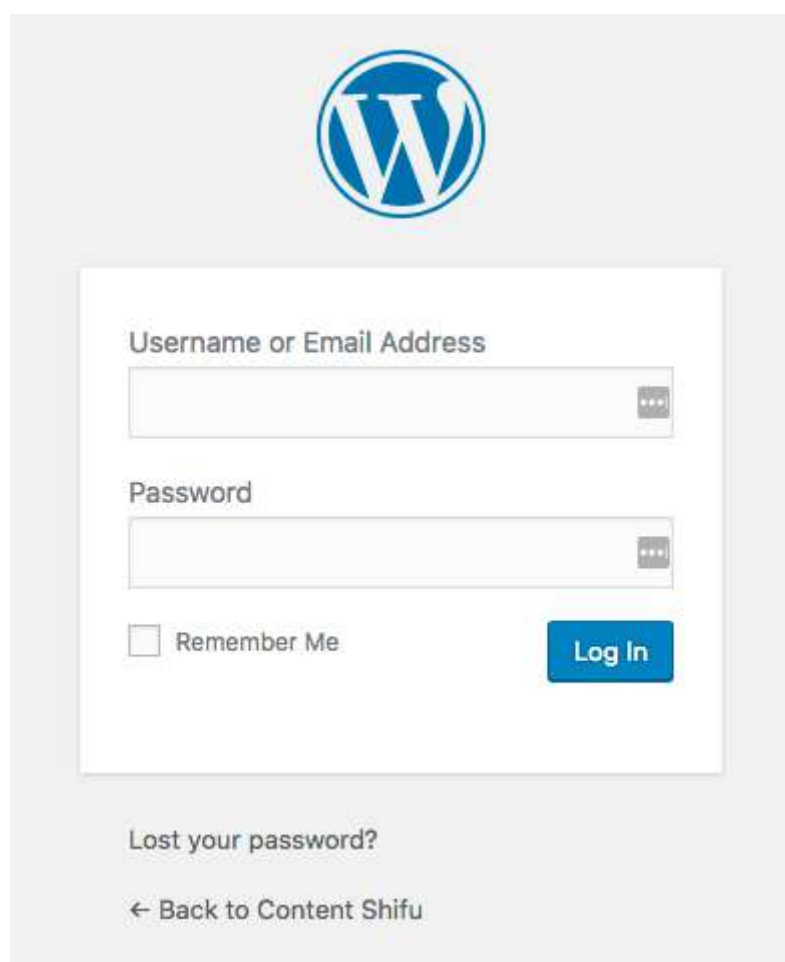 Username or Email Address
Password
Remember Me
Log In
Lost your password?
← Back to Content Shifu